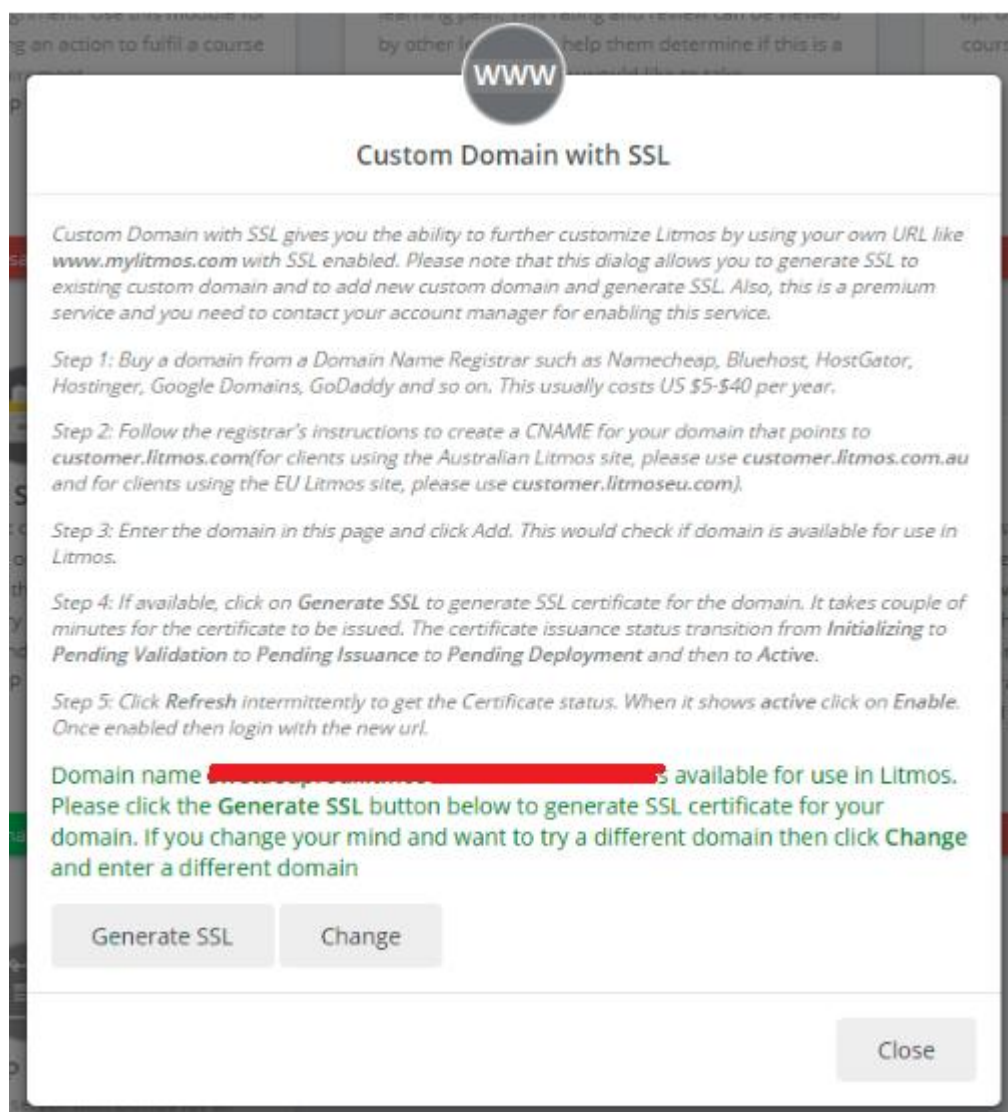 ng an action to fulfil a course
by other
help them determine if this is a
WWW
Custom Domain with SSL
Custom Domain with SSL gives you the ability to further customize Litmos by using your own URL like
www.mylitmos.com with SSL enabled. Please note that this dialog allows you to generate SSL to
existing custom domain and to add new custom domain and generate SSL. Also, this is a premium
service and you need to contact your account manager for enabling this service.
Step 1: Buy a domain from a Domain Name Registrar such as Namecheap, Bluehost, HostGator,
Hostinger, Google Domains, GoDaddy and so on. This usually costs US $5-$40 per year.
Step 2: Follow the registrar's instructions to create a CNAME for your domain that points to
customer.litmos.com(for clients using the Australian Litmos site, please use customer.litmos.com.au
and for clients using the EU Litmos site, please use customer.litmoseu.com).
Step 3: Enter the domain in this page and click Add. This would check if domain is available for use in
Litmos.
Step 4: If available, click on Generate SSL to generate SSL certificate for the domain. It takes couple of
minutes for the certificate to be issued. The certificate issuance status transition from Initializing to
Pending Validation to Pending Issuance to Pending Deployment and then to Active.
Step 5: Click Refresh intermittently to get the Certificate status. When it shows active click on Enable.
Once enabled then login with the new url.
Domain name
available for use in Litmos.
Please click the Generate SSL button below to generate SSL certificate for your
domain. If you change your mind and want to try a different domain then click Change
and enter a different domain
Generate SSL
Change
Close